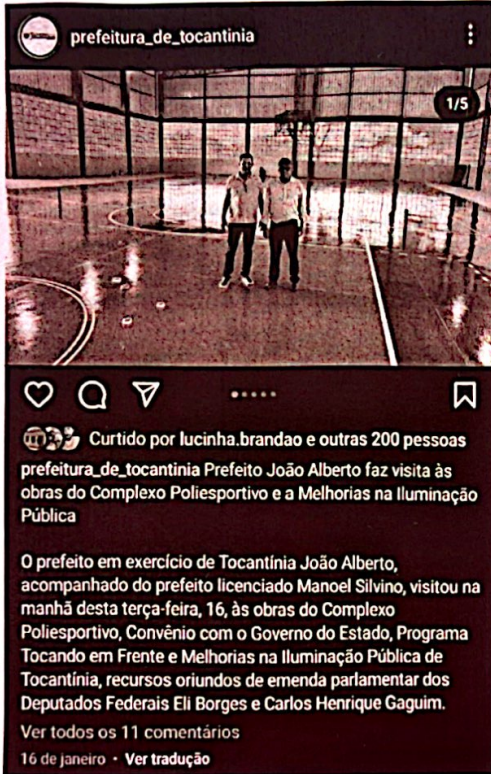 prefeitura_de_tocantinia
1/5
Curtido por lucinha.brandao e outras 200 pessoas
prefeitura_de_tocantinia Prefeito João Alberto faz visita às
obras do Complexo Poliesportivo e a Melhorias na Iluminação
Pública
O prefeito em exercício de Tocantínia João Alberto,
acompanhado do prefeito licenciado Manoel Silvino, visitou na
manhã desta terça-feira, 16, às obras do Complexo
Poliesportivo, Convênio com o Governo do Estado, Programa
Tocando em Frente e Melhorias na Iluminação Pública de
Tocantínia, recursos oriundos de emenda parlamentar dos
Deputados Federais Eli Borges e Carlos Henrique Gaguim.
Ver todos os 11 comentários
16 de janeiro • Ver tradução